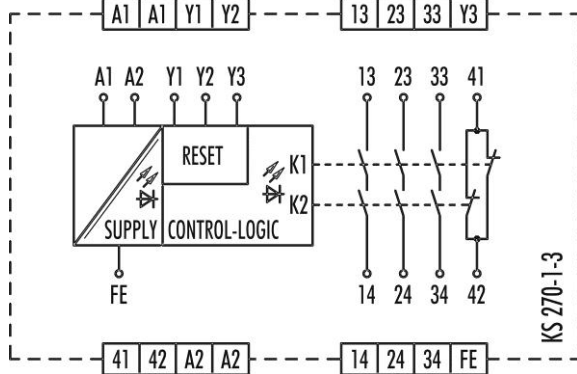 A1 A1 Y1 Y2 13 23 33 Y3
A1 A2 Y1 Y2 Y3 13 23 33 41
RESET
K1
K2
SUPPLY CONTROL-LOGIC
FE 14 24 34 42
KS 270-1-3
41 42 A2 A2 14 24 34 FE